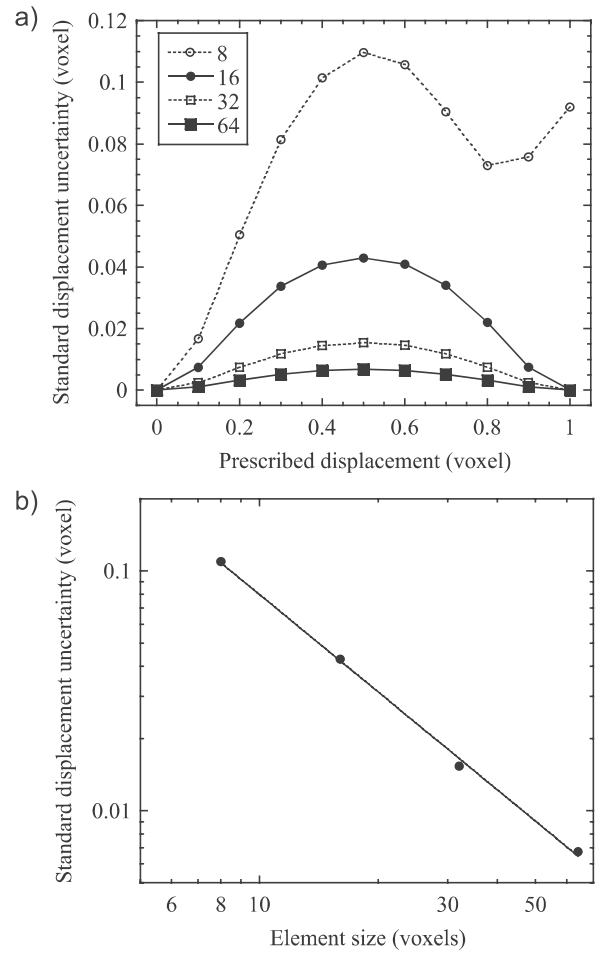 a)
Standard displacement uncertainty (voxel)
0.12
0.1
0.08
0.06
0.04
0.02
0
8
16
32
64
0 0.2 0.4 0.6 0.8 1
Prescribed displacement (voxel)
b)
Standard displacement uncertainty (voxel)
0.1
0.01
6 8 10 30 50
Element size (voxels)